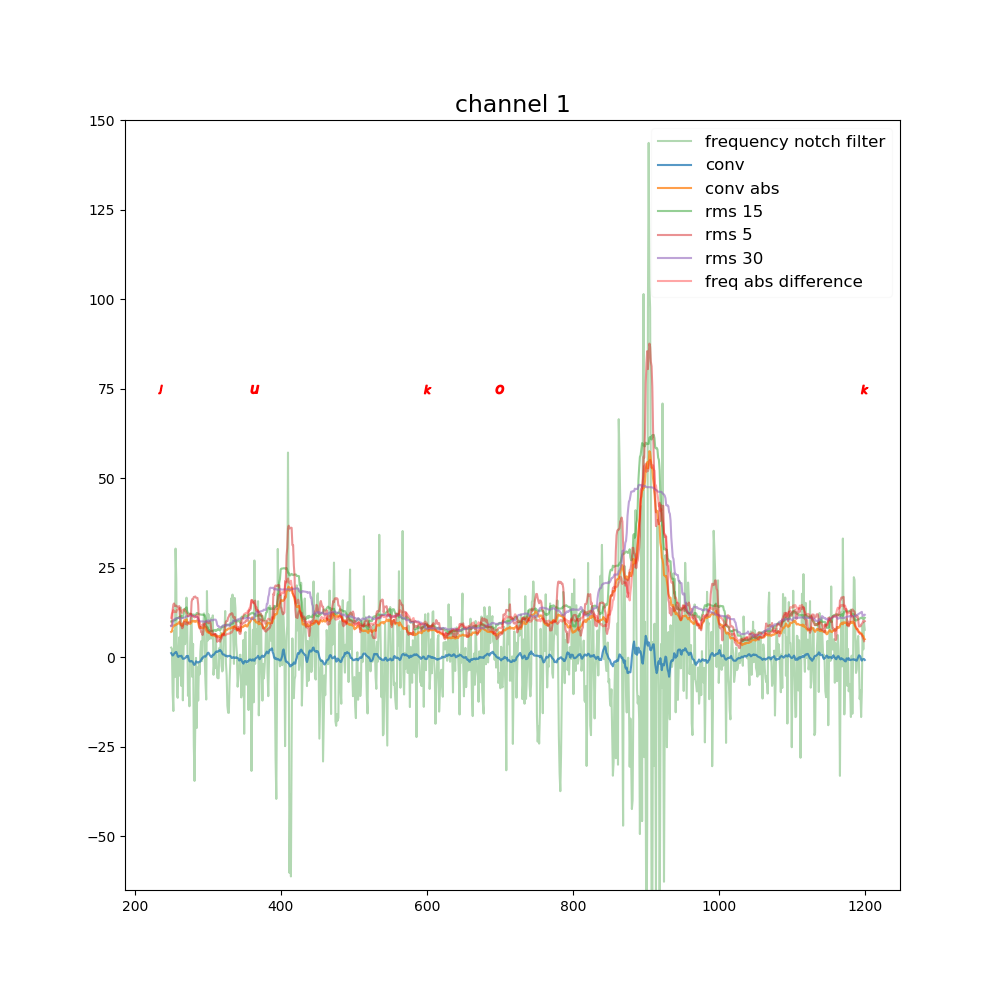 channel 1
150
125
100
75
50
25
0
−25
−50
frequency notch filter
conv
conv abs
rms 15
rms 5
rms 30
freq abs difference
j u k o k
200 400 600 800 1000 1200